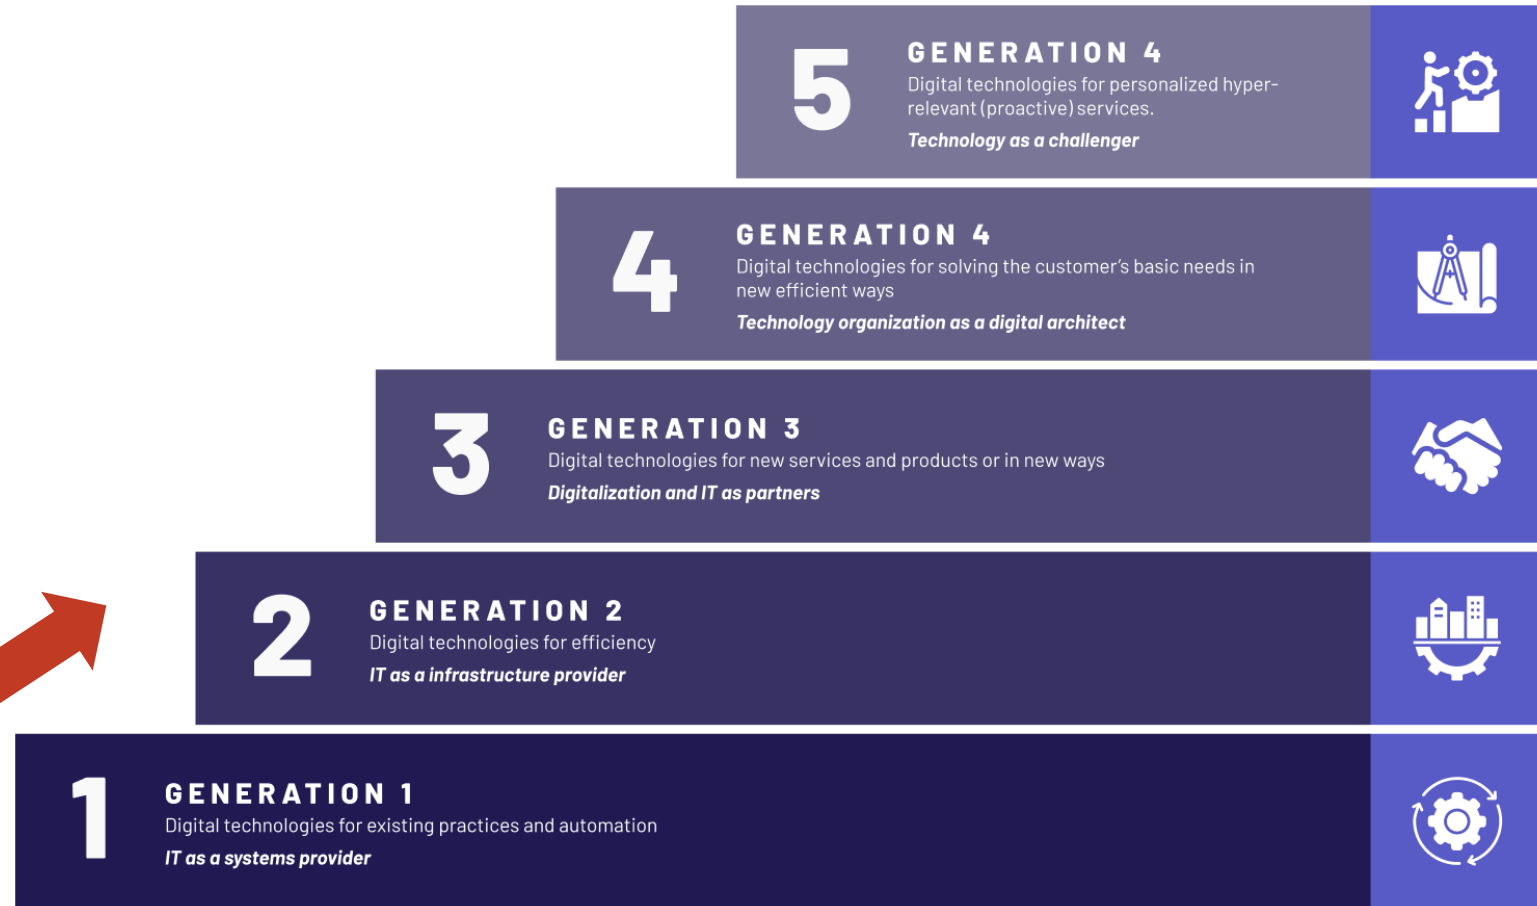 5
GENERATION 4
Digital technologies for personalized hyper-
relevant (proactive) services.
Technology as a challenger
4
GENERATION 4
Digital technologies for solving the customer's basic needs in
new efficient ways
Technology organization as a digital architect
3
GENERATION 3
Digital technologies for new services and products or in new ways
Digitalization and IT as partners
2
GENERATION 2
Digital technologies for efficiency
IT as a infrastructure provider
1
GENERATION 1
Digital technologies for existing practices and automation
IT as a systems provider